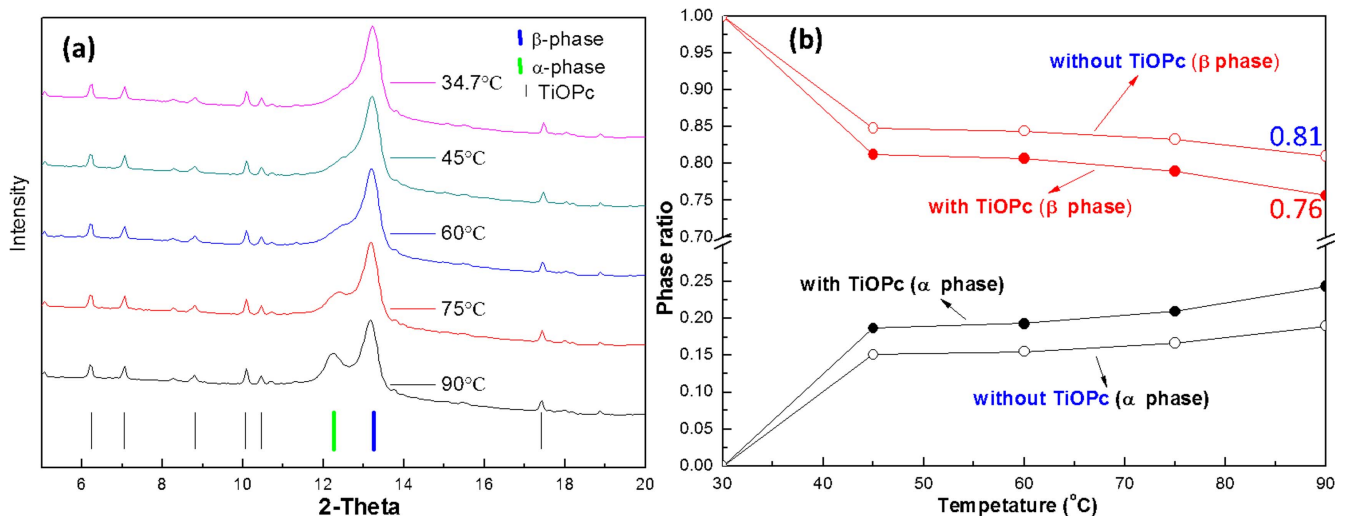 (a)
β-phase
α-phase
TiOPc
34.7°C
45°C
60°C
75°C
90°C
Intensity
4 6 8 10 12 14 16 18 20
2-Theta
(b)
1.00
0.95
0.90
0.85
0.80
0.75
0.70
0.25
0.20
0.15
0.10
0.05
0.00
Phase ratio
without TiOPc (β phase)
0.81
with TiOPc (β phase)
0.76
with TiOPc (α phase)
without TiOPc (α phase)
30 40 50 60 70 80 90
Tempetature (°C)